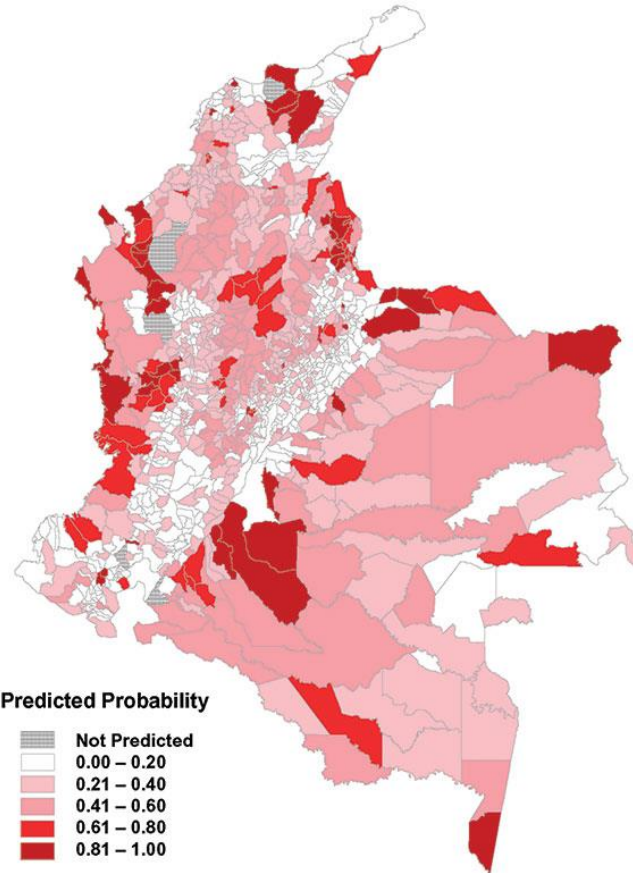 Predicted Probability
Not Predicted
0.00 – 0.20
0.21 – 0.40
0.41 – 0.60
0.61 – 0.80
0.81 – 1.00